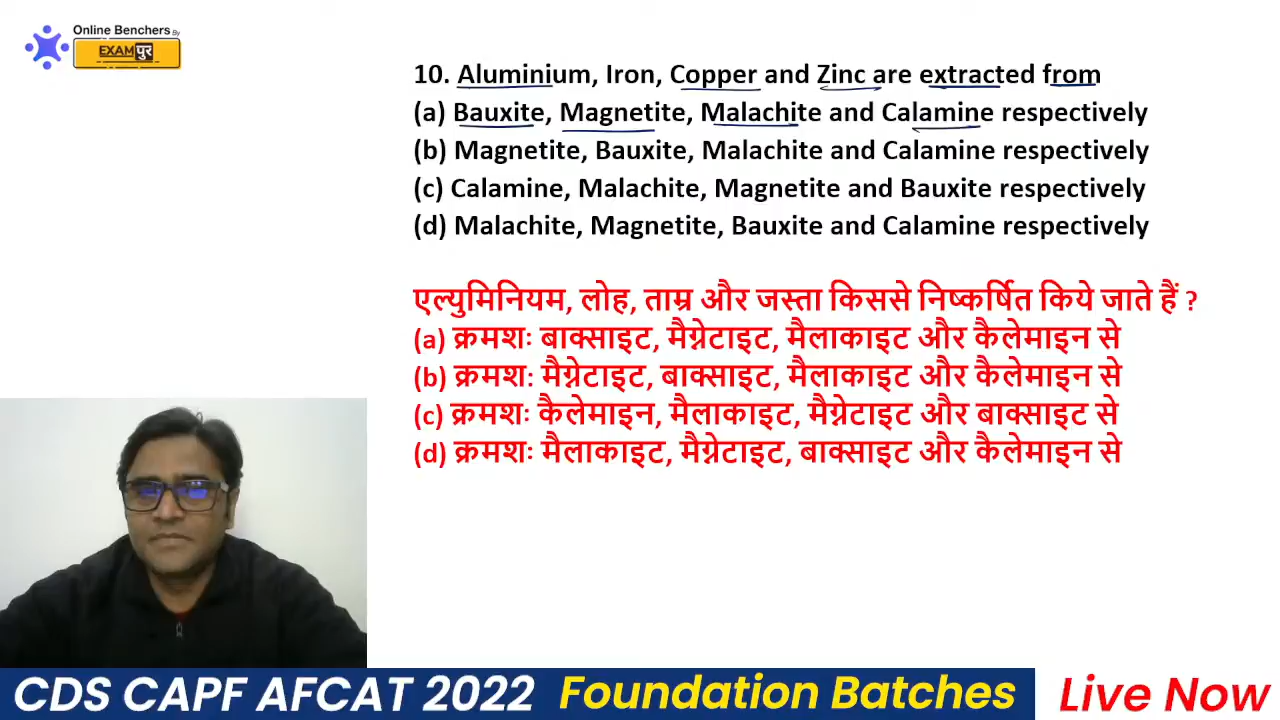 Online Benchers By
EXAMपुर
10. Aluminium, Iron, Copper and Zinc are extracted from
(a) Bauxite, Magnetite, Malachite and Calamine respectively
(b) Magnetite, Bauxite, Malachite and Calamine respectively
(c) Calamine, Malachite, Magnetite and Bauxite respectively
(d) Malachite, Magnetite, Bauxite and Calamine respectively
एल्युमिनियम, लोह, ताम्र और जस्ता किससे निष्कर्षित किये जाते हैं ?
(a) क्रमशः बाक्साइट, मैग्नेटाइट, मैलाकाइट और कैलेमाइन से
(b) क्रमशः मैग्नेटाइट, बाक्साइट, मैलाकाइट और कैलेमाइन से
(c) क्रमशः कैलेमाइन, मैलाकाइट, मैग्नेटाइट और बाक्साइट से
(d) क्रमशः मैलाकाइट, मैग्नेटाइट, बाक्साइट और कैलेमाइन से
CDS CAPF AFCAT 2022 Foundation Batches Live Now